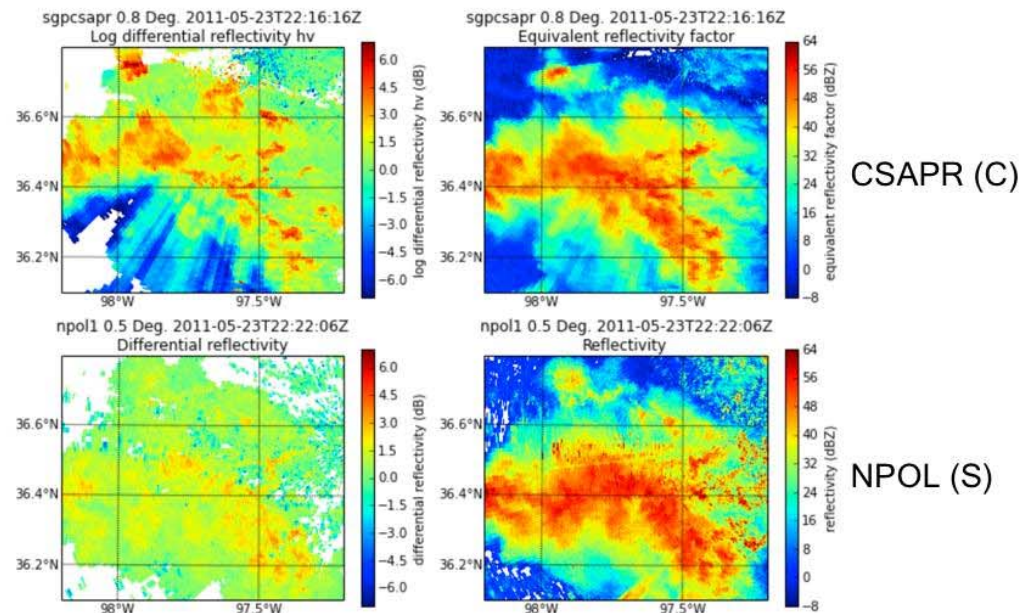 sgpcsapr 0.8 Deg. 2011-05-23T22:16:16Z
Log differential reflectivity hv
36.6°N
36.4°N
36.2°N
98°W
97.5°W
6.0
4.5
3.0
1.5
0.0
−1.5
−3.0
−4.5
−6.0
log differential reflectivity hv (dB)
sgpcsapr 0.8 Deg. 2011-05-23T22:16:16Z
Equivalent reflectivity factor
36.6°N
36.4°N
36.2°N
98°W
97.5°W
64
56
48
40
32
24
16
8
0
−8
equivalent reflectivity factor (dBZ)
CSAPR (C)
npol1 0.5 Deg. 2011-05-23T22:22:06Z
Differential reflectivity
36.6°N
36.4°N
36.2°N
98°W
97.5°W
6.0
4.5
3.0
1.5
0.0
−1.5
−3.0
−4.5
−6.0
differential reflectivity (dB)
npol1 0.5 Deg. 2011-05-23T22:22:06Z
Reflectivity
36.6°N
36.4°N
36.2°N
98°W
97.5°W
64
56
48
40
32
24
16
8
0
−8
reflectivity (dBZ)
NPOL (S)